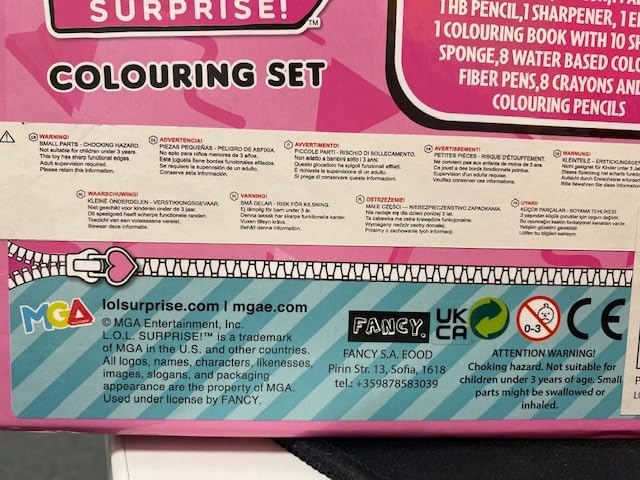 SURPRISE!™
COLOURING SET
1 HB PENCIL,1 SHARPENER, 1
1 COLOURING BOOK WITH 10
SPONGE,8 WATER BASED
FIBER PENS,8 CRAYONS AND
COLOURING PENCILS
WARNING!
SMALL PARTS - CHOOKING HAZARD.
Not suitable for children under 3 years.
This toy has sharp functional edges.
Adult supervision required.
Please retain this information.
ADVERTENCIA!
PIEZAS PEQUEÑAS - PELIGRO DE ASFIXIA.
No apto para niños menores de 3 años.
Este juguete tiene bordes funcionales afilados.
Se requiere la supervisión de un adulto.
Conserve esta información.
AVVERTIMENTO!
PICCOLE PARTI - RISCHIO DI SOLLECAMENTO.
Non adatto a bambini sotto i 3 anni.
Questo giocattolo ha spigoli funzionali affilati.
È richiesta la supervisione di un adulto.
Si prega di conservare queste informazioni.
AVERTISSEMENT!
PETITES PIÈCES - RISQUE D'ÉTOUFFEMENT.
Ne convient pas aux enfants de moins de 3 ans.
Ce jouet a des bords fonctionnels pointus.
Supervision d'un adulte requise.
Veuillez conserver ces informations.
WARNUNG!
KLEINTEILE -
Nicht geeignet für Kinder unter 3
Dieses Spielzeug hat scharfe
Aufsicht durch Erwachsene
Bitte bewahren Sie diese
WAARSCHUWING!
KLEINE ONDERDELEN - VERSTIKKINGSGEVAAR.
Niet geschikt voor kinderen onder de 3 jaar.
Dit speelgoed heeft scherpe functionele randen.
Toezicht van een volwassene vereist.
Bewaar deze informatie.
VARNING!
SMÅ DELAR - RISK FÖR KILSNING.
Ej lämplig för barn under 3 år.
Denna leksak har skarpa funktionella kanter.
Vuxen tillsyn krävs.
Behåll denna information.
OSTRZEŻENIE!
MAŁE CZĘŚCI — NIEBEZPIECZEŃSTWO ZAPADKANIA.
Nie nadaje się dla dzieci poniżej 3 lat.
Ta zabawka ma ostre krawędzie funkcjonalne.
Wymagany nadzór osoby dorosłej.
Prosimy o zachowanie tych informacji.
UYARI!
KÜÇÜK PARÇALAR - BOYAMA TEHLİKESİ
3 yaşından küçük çocuklar için uygun değildir.
Bu oyuncağın keskin fonksiyonel kenarları vardır.
Yetişkin gözetimi gereklidir.
Lütfen bu bilgileri saklayın.
MGA
lolsurprise.com I mgae.com
© MGA Entertainment, Inc.
L.O.L. SURPRISE!™ is a trademark
of MGA in the U.S. and other countries.
All logos, names, characters, likenesses,
images, slogans, and packaging
appearance are the property of MGA.
Used under license by FANCY.
FANCY.
FANCY S.A. EOOD
Pirin Str. 13, Sofia, 1618
tel.: +359878583039
UK
CA
0-3
CE
ATTENTION WARNING!
Choking hazard. Not suitable for
children under 3 years of age. Small
parts might be swallowed or
inhaled.